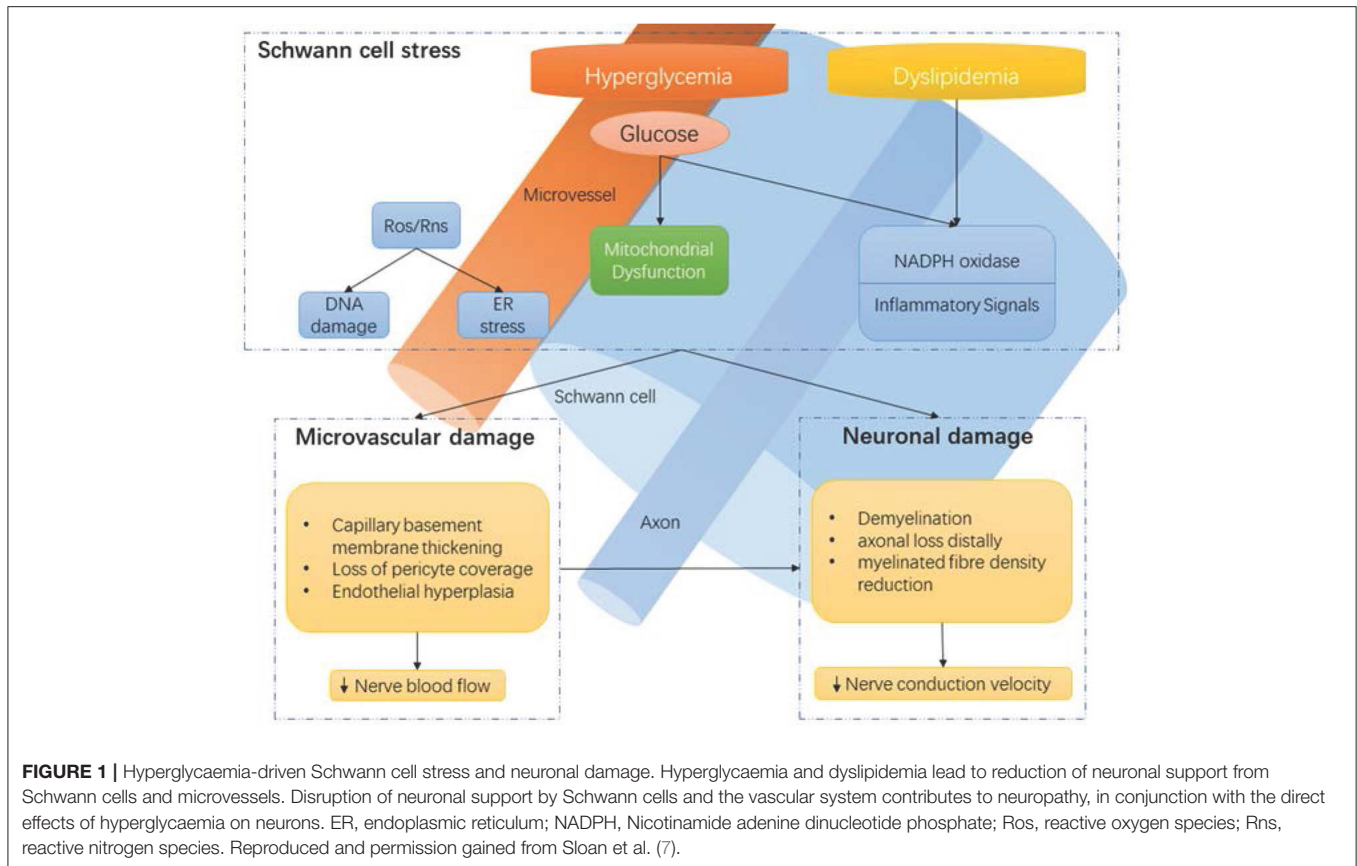 Schwann cell stress
Hyperglycemia
Dyslipidemia
Glucose
Microvessel
Ros/Rns
Mitochondrial
Dysfunction
NADPH oxidase
Inflammatory Signals
DNA
damage
ER
stress
Schwann cell
Microvascular damage
• Capillary basement
membrane thickening
• Loss of pericyte coverage
• Endothelial hyperplasia
↓ Nerve blood flow
Axon
Neuronal damage
• Demyelination
• axonal loss distally
• myelinated fibre density
reduction
↓ Nerve conduction velocity
FIGURE 1 | Hyperglycaemia-driven Schwann cell stress and neuronal damage. Hyperglycaemia and dyslipidemia lead to reduction of neuronal support from
Schwann cells and microvessels. Disruption of neuronal support by Schwann cells and the vascular system contributes to neuropathy, in conjunction with the direct
effects of hyperglycaemia on neurons. ER, endoplasmic reticulum; NADPH, Nicotinamide adenine dinucleotide phosphate; Ros, reactive oxygen species; Rns,
reactive nitrogen species. Reproduced and permission gained from Sloan et al. (7).